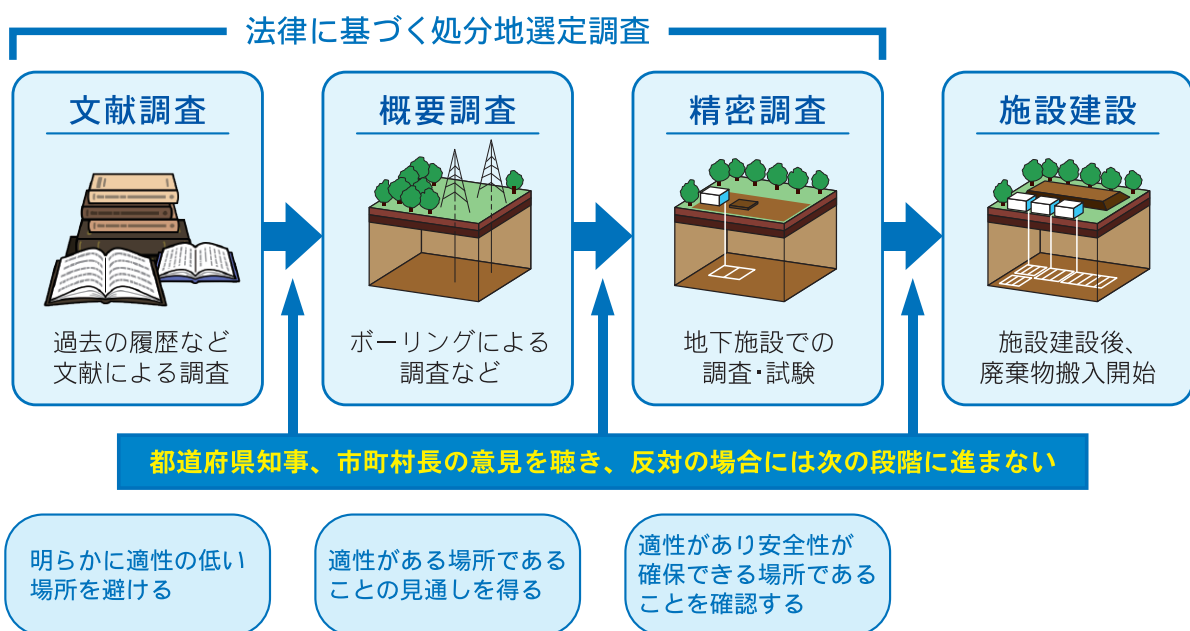 法律に基づく処分地選定調査
文献調査
過去の履歴など
文献による調査
概要調査
ボーリングによる
調査など
精密調査
地下施設での
調査・試験
施設建設
施設建設後、
廃棄物搬入開始
都道府県知事、市町村長の意見を聴き、反対の場合には次の段階に進まない
明らかに適性の低い
場所を避ける
適性がある場所である
ことの見通しを得る
適性があり安全性が
確保できる場所である
ことを確認する